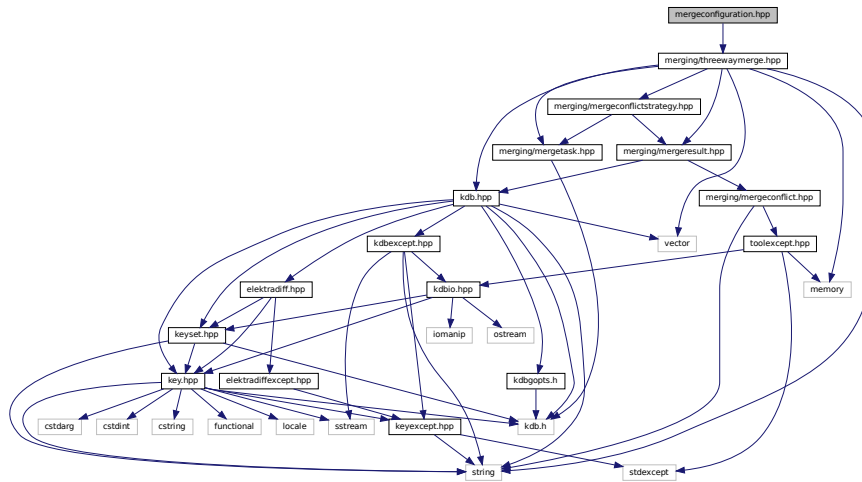 mergeconfiguration.hpp
merging/threewaymerge.hpp
merging/mergeconflictstrategy.hpp
merging/mergetask.hpp
merging/mergeresult.hpp
kdb.hpp
merging/mergeconflict.hpp
kdbexcept.hpp
vector
toolexcept.hpp
elektradiff.hpp
kdbio.hpp
memory
keyset.hpp
iomanip
ostream
key.hpp
elektradiffexcept.hpp
kdbgopts.h
cstdarg
cstdint
cstring
functional
locale
sstream
keyexcept.hpp
kdb.h
string
stdexcept